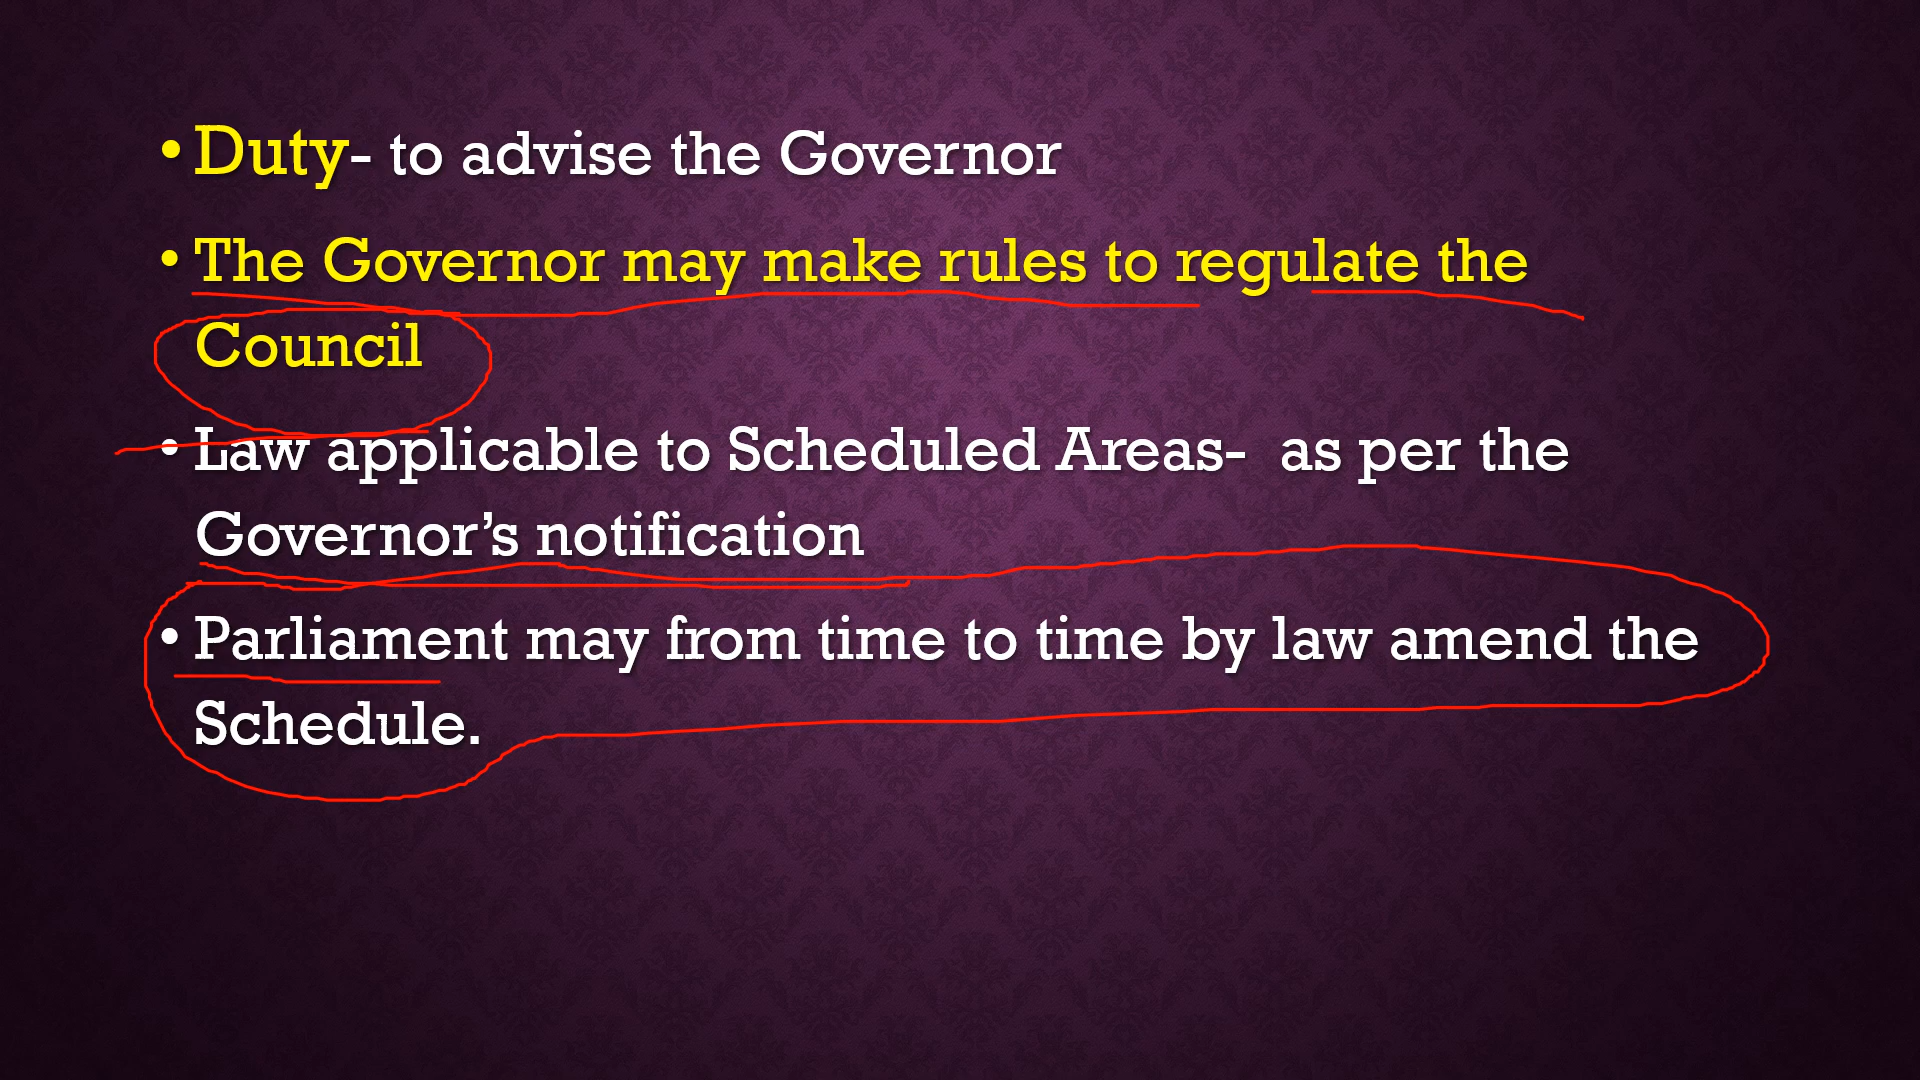 • Duty- to advise the Governor
• The Governor may make rules to regulate the
Council
• Law applicable to Scheduled Areas-  as per the
Governor’s notification
• Parliament may from time to time by law amend the
Schedule.